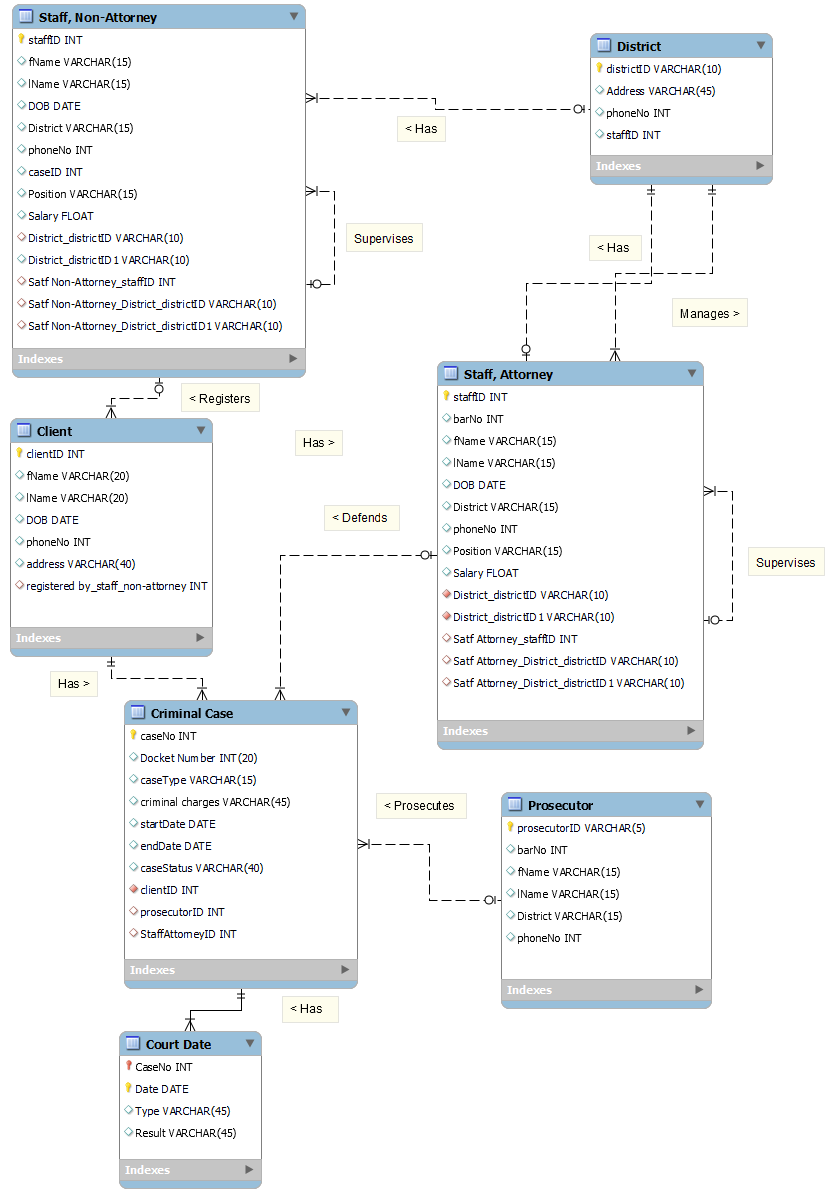 Staff, Non-Attorney
staffID INT
fName VARCHAR(15)
lName VARCHAR(15)
DOB DATE
District VARCHAR(15)
phoneNo INT
caseID INT
Position VARCHAR(15)
Salary FLOAT
District_districtID VARCHAR(10)
District_districtID1 VARCHAR(10)
Satf Non-Attorney_staffID INT
Satf Non-Attorney_District_districtID VARCHAR(10)
Satf Non-Attorney_District_districtID1 VARCHAR(10)
Indexes
District
districtID VARCHAR(10)
Address VARCHAR(45)
phoneNo INT
staffID INT
Indexes
< Has
Supervises
< Has
Manages >
< Registers
Has >
< Defends
Client
clientID INT
fName VARCHAR(20)
lName VARCHAR(20)
DOB DATE
phoneNo INT
address VARCHAR(40)
registered by_staff_non-attorney INT
Indexes
Staff, Attorney
staffID INT
barNo INT
fName VARCHAR(15)
lName VARCHAR(15)
DOB DATE
District VARCHAR(15)
phoneNo INT
Position VARCHAR(15)
Salary FLOAT
District_districtID VARCHAR(10)
District_districtID1 VARCHAR(10)
Satf Attorney_staffID INT
Satf Attorney_District_districtID VARCHAR(10)
Satf Attorney_District_districtID1 VARCHAR(10)
Indexes
Supervises
Has >
Criminal Case
caseNo INT
Docket Number INT(20)
caseType VARCHAR(15)
criminal charges VARCHAR(45)
startDate DATE
endDate DATE
caseStatus VARCHAR(40)
clientID INT
prosecutorID INT
StaffAttorneyID INT
Indexes
< Prosecutes
Prosecutor
prosecutorID VARCHAR(5)
barNo INT
fName VARCHAR(15)
lName VARCHAR(15)
District VARCHAR(15)
phoneNo INT
Indexes
< Has
Court Date
CaseNo INT
Date DATE
Type VARCHAR(45)
Result VARCHAR(45)
Indexes